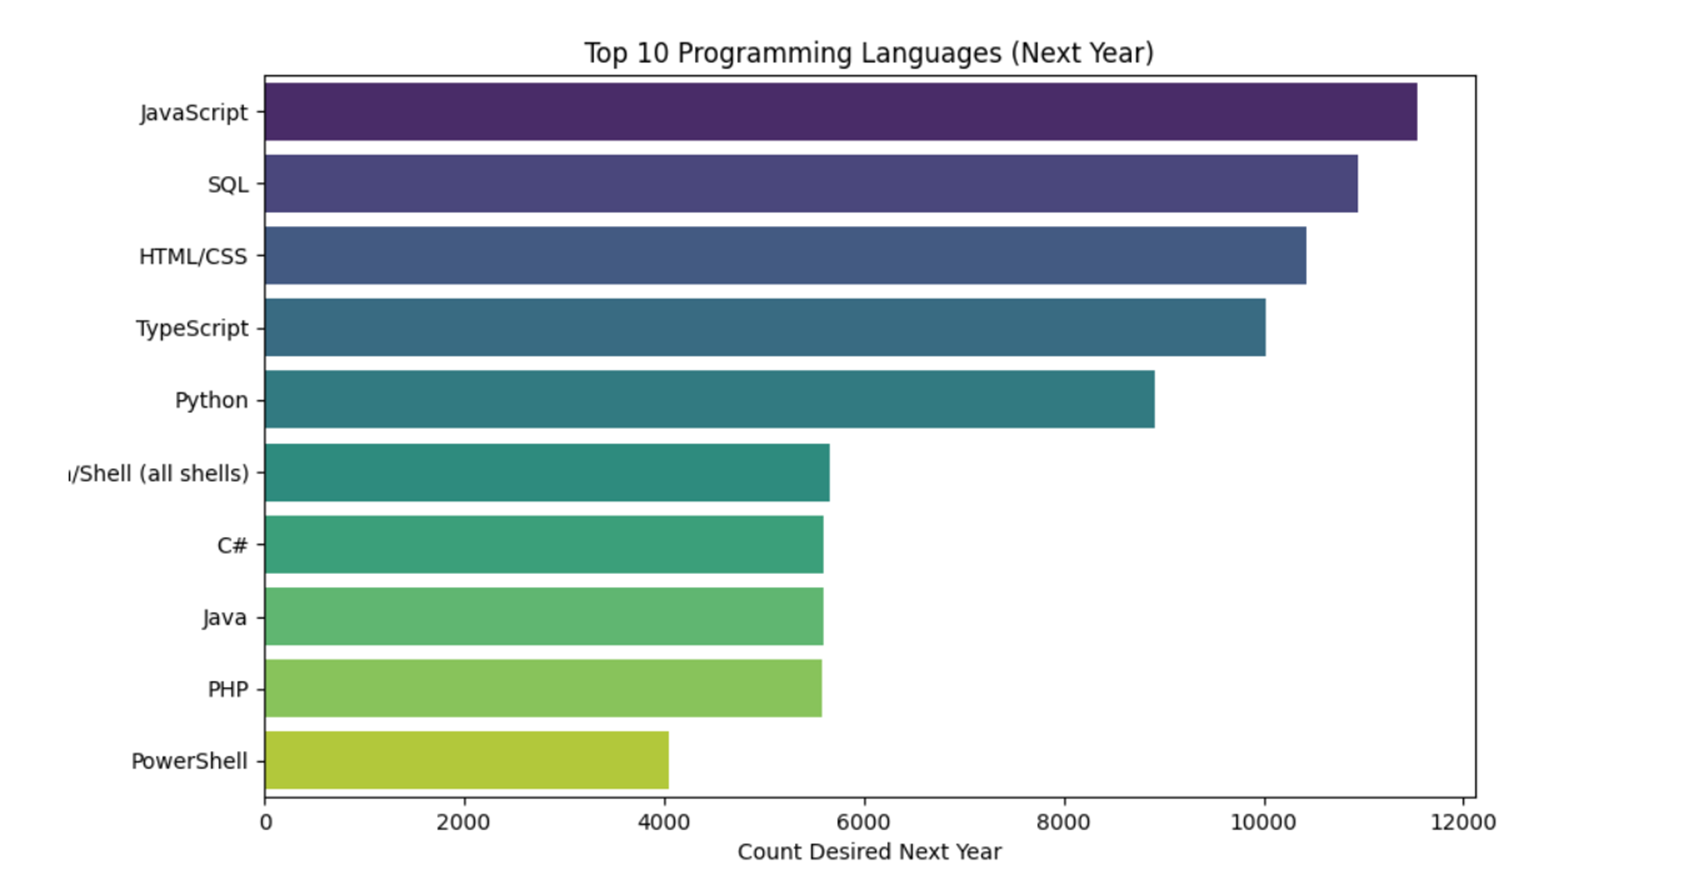 Top 10 Programming Languages (Next Year)
JavaScript
SQL
HTML/CSS
TypeScript
Python
/Shell (all shells)
C#
Java
PHP
PowerShell
0 2000 4000 6000 8000 10000 12000
Count Desired Next Year